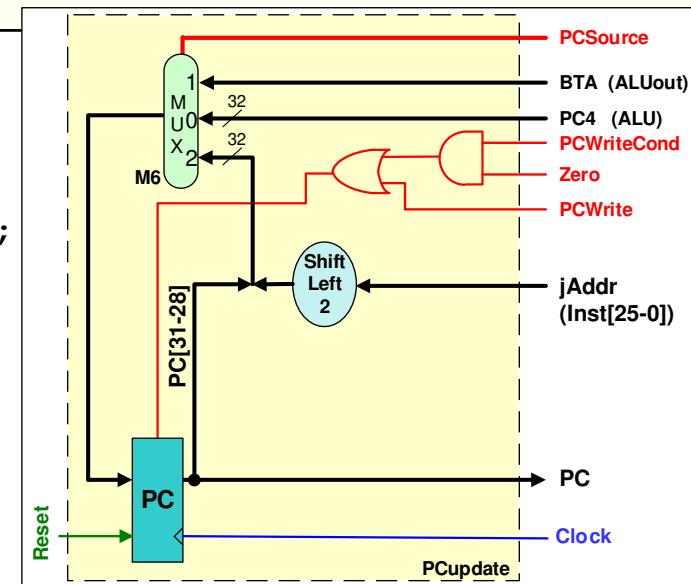 ;
PCSource
1
BTA (ALUout)
M
U
X
32
0
PC4 (ALU)
32
2
PCWriteCond
M6
Zero
PCWrite
Shift
Left
2
jAddr
(Inst[25-0])
PC[31-28]
PC
PC
Reset
Clock
PCupdate